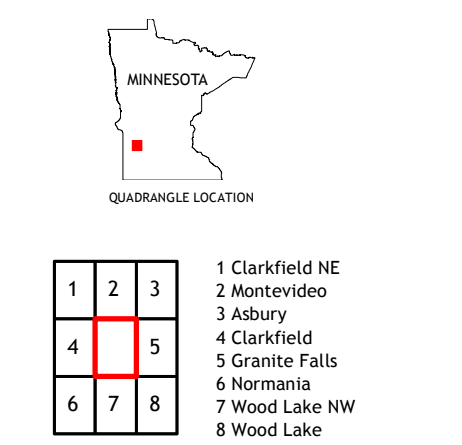 MINNESOTA
QUADRANGLE LOCATION
1 2 3
4 5
6 7 8
1 Clarkfield NE
2 Montevideo
3 Asbury
4 Clarkfield
5 Granite Falls
6 Normania
7 Wood Lake NW
8 Wood Lake